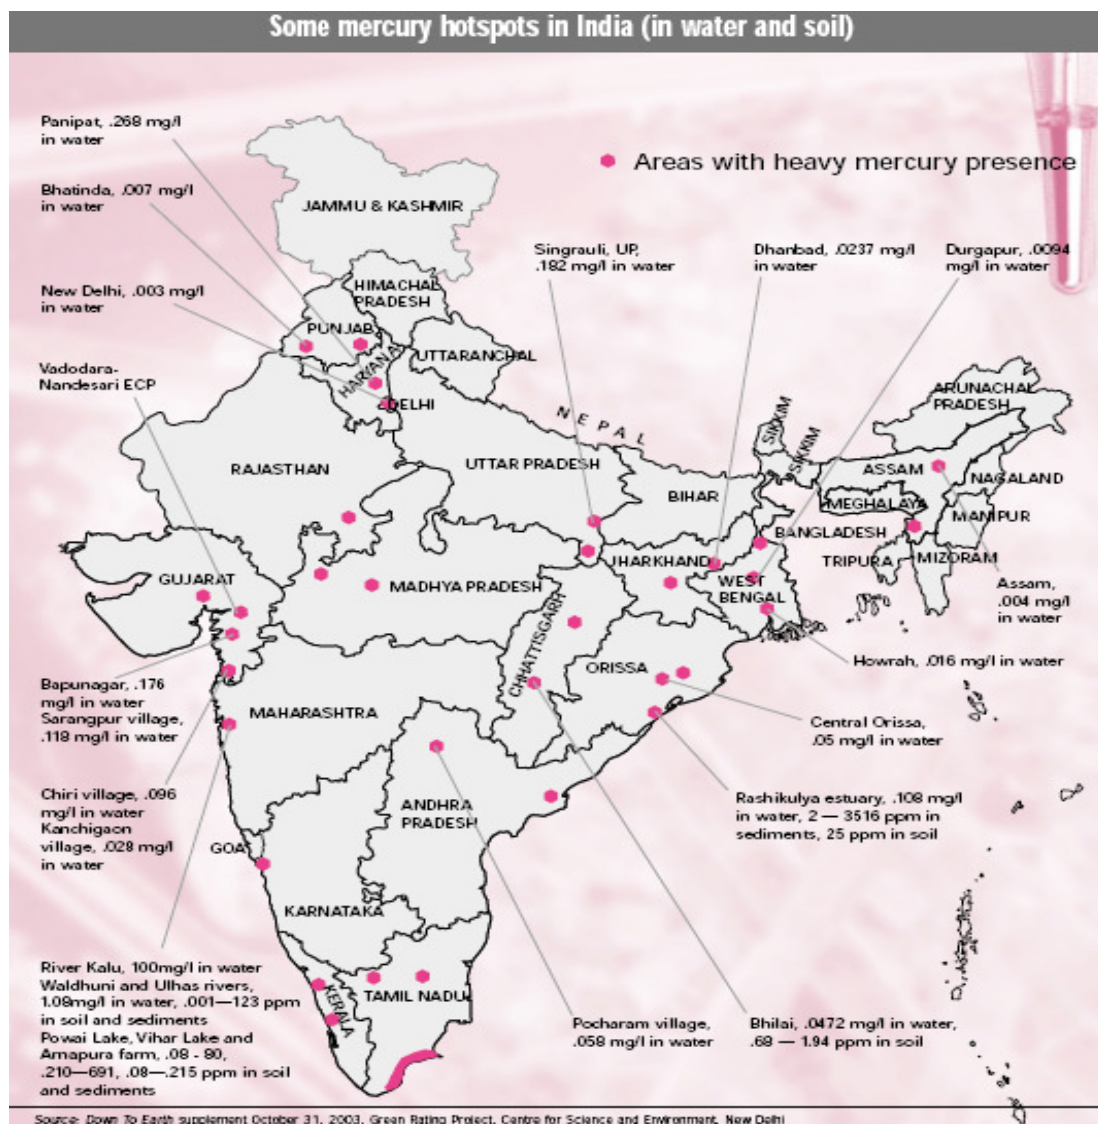 Some mercury hotspots in India (in water and soil)
Panipat, .268 mg/l
in water
Areas with heavy mercury presence
Bhatinda, .007 mg/l
in water
JAMMU & KASHMIR
Singrauli, UP,
.182 mg/l in water
Dhanbad, .0237 mg/l
in water
Durgapur, .0094
mg/l in water
New Delhi, .003 mg/l
in water
HIMACHAL
PRADESH
PUNJAB
UTTARANCHAL
HARYANA
Vadodara-
Nandesari ECP
DELHI
NEPAL
SIKKIM
SIKKIM
ARUNACHAL
PRADESH
RAJASTHAN
UTTAR PRADESH
BIHAR
ASSAM
NAGALAND
MEGHALAYA
MANIPUR
BANGLADESH
TRIPURA
MIZORAM
GUJARAT
MADHYA PRADESH
JHARKHAND
WEST
BENGAL
Assam,
.004 mg/l
in water
CHHATTISGARH
ORISSA
Howrah, .016 mg/l in water
Bapunagar, .176
mg/l in water
Sarangpur village,
.118 mg/l in water
MAHARASHTRA
Central Orissa,
.05 mg/l in water
Chiri village, .096
mg/l in water
Kanchigaon
village, .028 mg/l
in water
ANDHRA
PRADESH
Rashikulya estuary, .108 mg/l
in water, 2 — 3516 ppm in
sediments, 25 ppm in soil
GOA
KARNATAKA
River Kalu, 100mg/l in water
Waldhuni and Ulhas rivers,
1.08mg/l in water, .001—123 ppm
in soil and sediments
Powai Lake, Vihar Lake and
Amapura farm, .08 - 80,
.210—691, .08—.215 ppm in soil
and sediments
KERALA
TAMIL NADU
Pocharam village,
.058 mg/l in water
Bhilai, .0472 mg/l in water,
.68 — 1.94 ppm in soil
Source- Down To Earth supplement October 31, 2003, Green Rating Project, Centre for Science and Environment, New Delhi